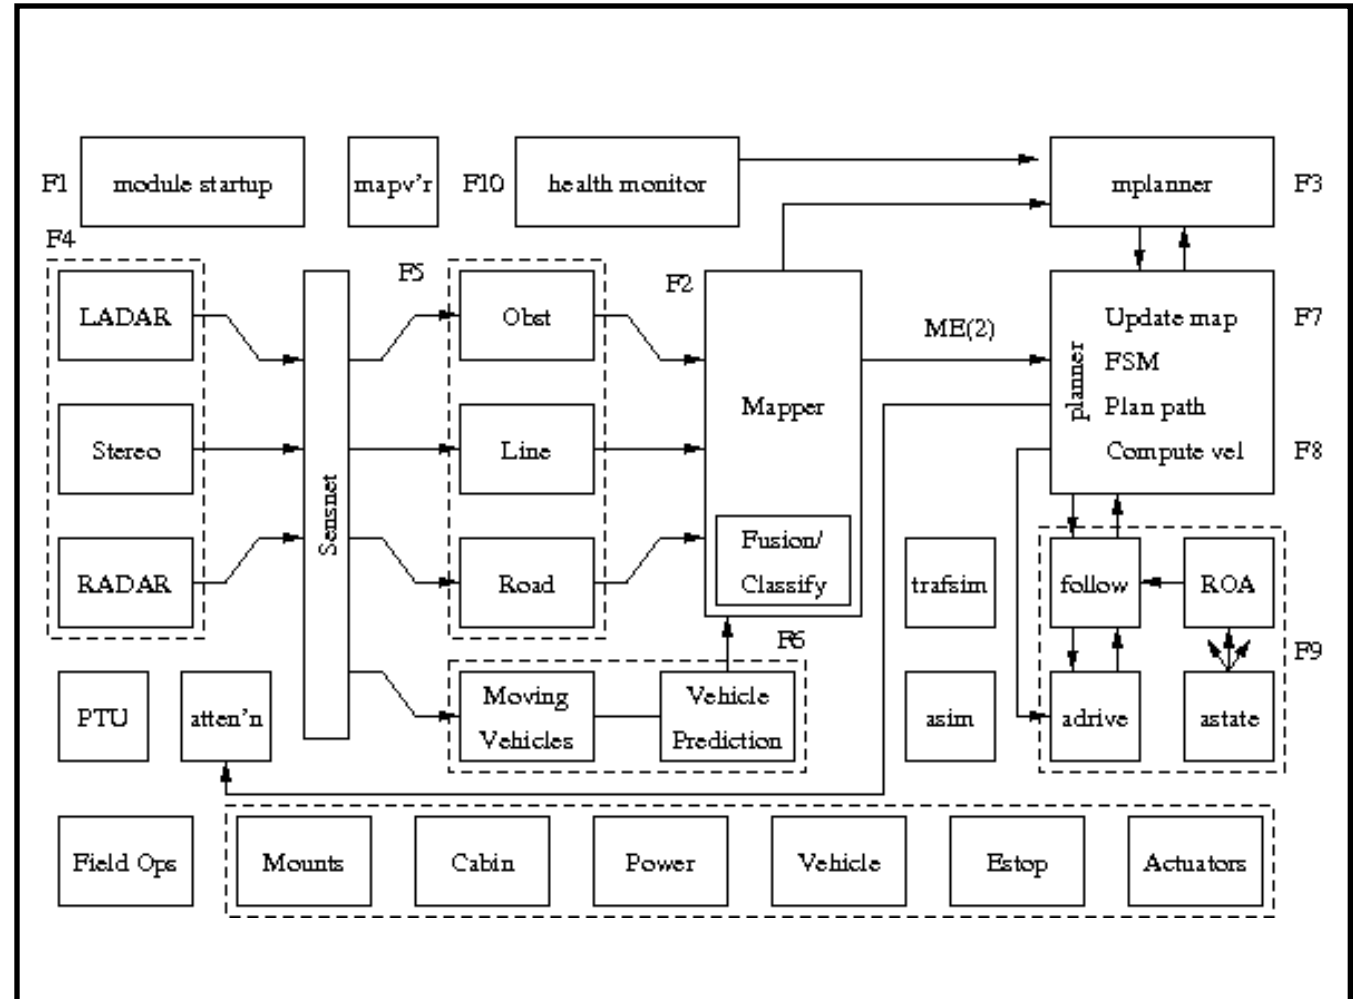 F1
module startup
mapv'r
F10
health monitor
mplanner
F3
F4
LADAR
Stereo
RADAR
Sensnet
F5
Obst
Line
Road
F2
Mapper
Fusion/
Classify
ME(2)
planner
Update map
FSM
Plan path
Compute vel
F7
F8
F6
Moving
Vehicles
Vehicle
Prediction
trafsim
asim
follow
ROA
adrive
astate
F9
PTU
atten'n
Field Ops
Mounts
Cabin
Power
Vehicle
Estop
Actuators